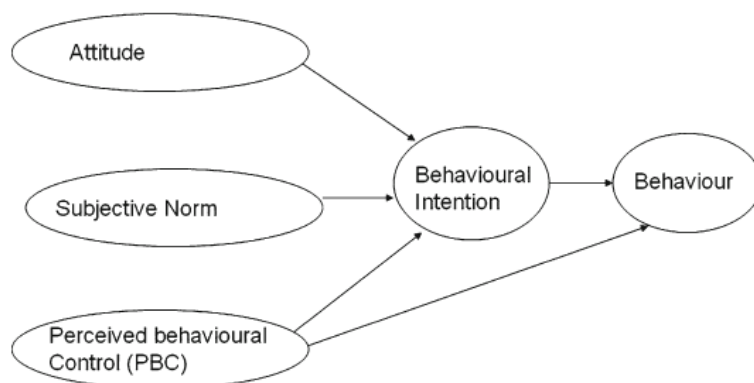 Attitude
Subjective Norm
Perceived behavioural
Control (PBC)
Behavioural
Intention
Behaviour